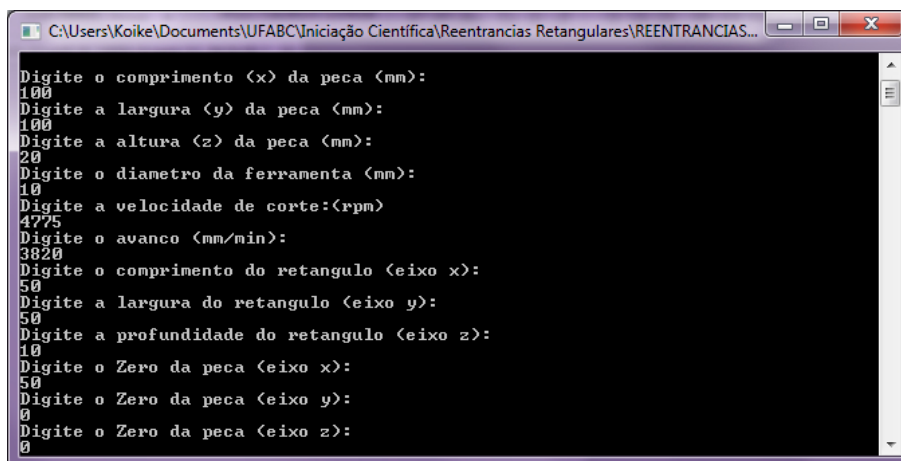 C:\Users\Koike\Documents\UFABC\Iniciação Científica\Reentrancias Retangulares\REENTRANCIAS...
Digite o comprimento (x) da peca (mm):
100
Digite a largura (y) da peca (mm):
100
Digite a altura (z) da peca (mm):
20
Digite o diametro da ferramenta (mm):
10
Digite a velocidade de corte:(rpm)
4775
Digite o avanco (mm/min):
3820
Digite o comprimento do retangulo (eixo x):
50
Digite a largura do retangulo (eixo y):
50
Digite a profundidade do retangulo (eixo z):
10
Digite o Zero da peca (eixo x):
50
Digite o Zero da peca (eixo y):
0
Digite o Zero da peca (eixo z):
0